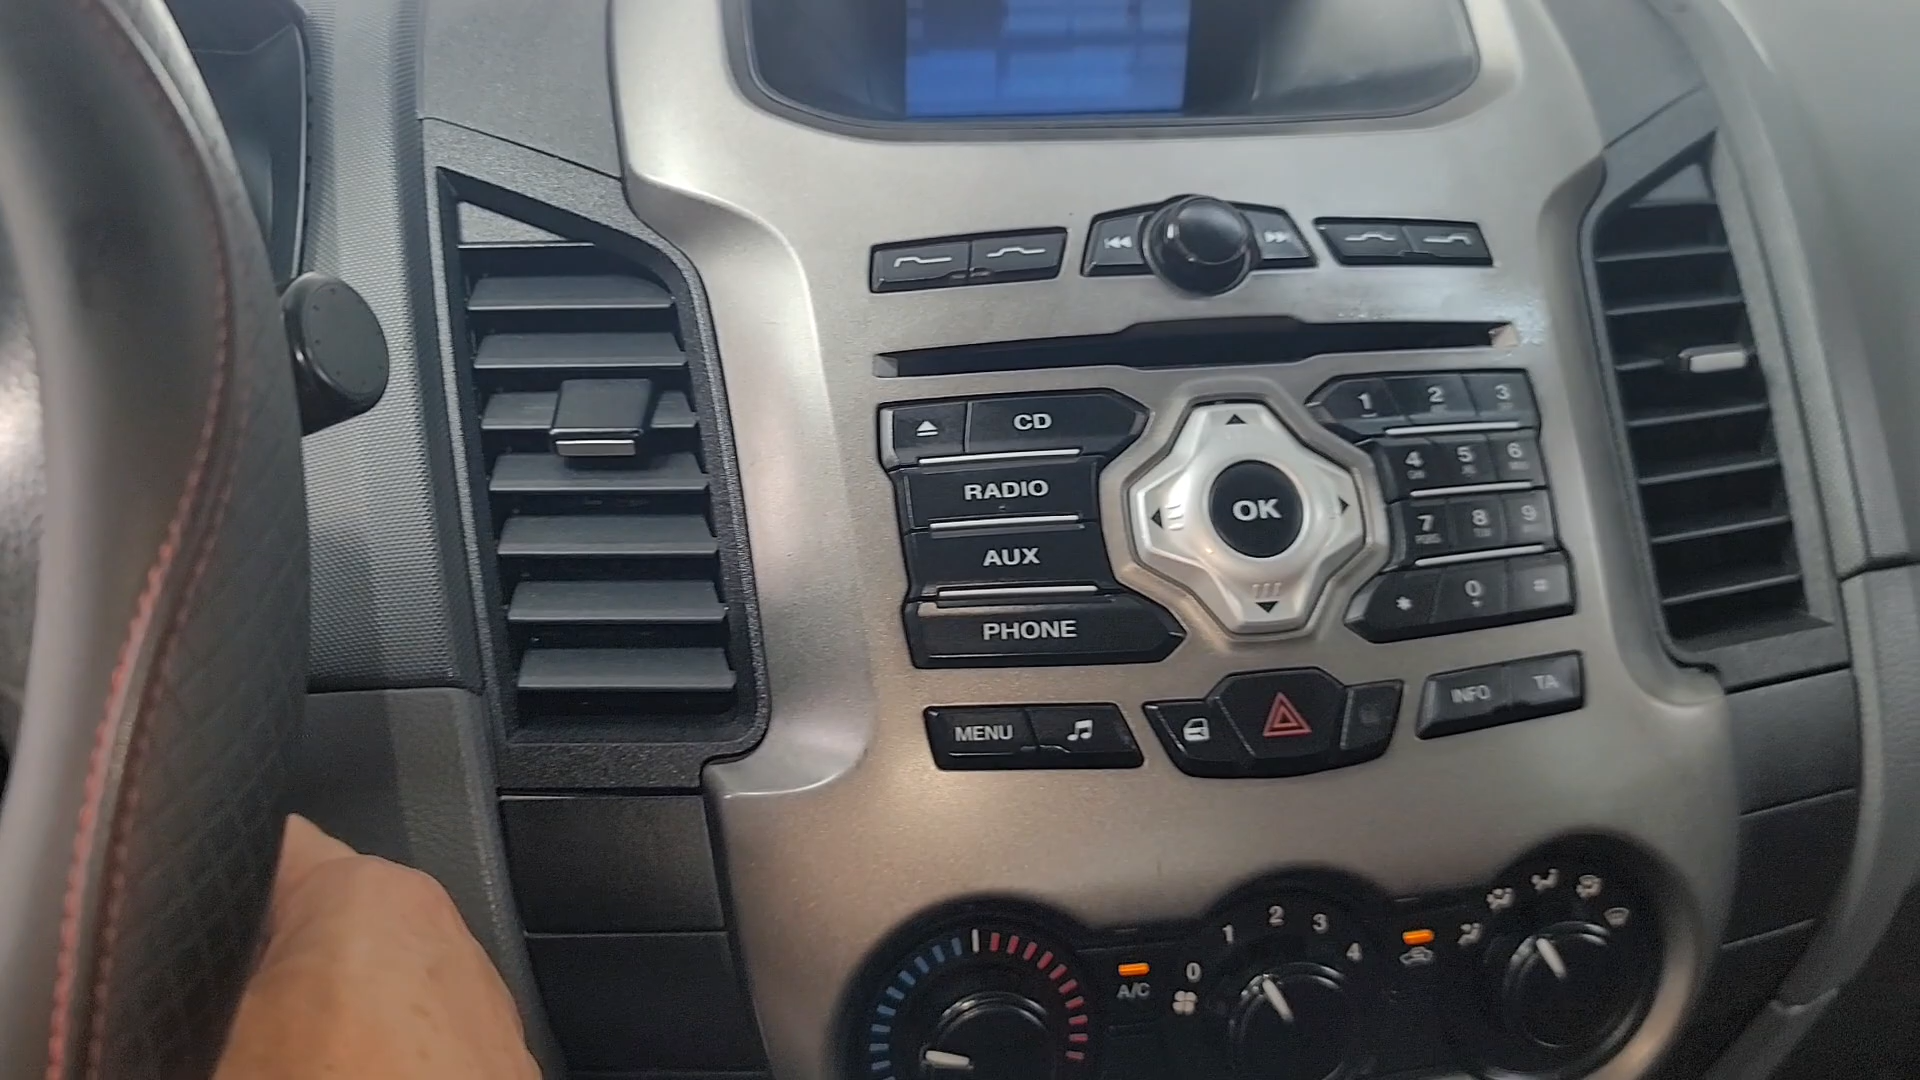 CD
RADIO
AUX
PHONE
OK
1 2 3
4 5 6
7 8 9
* 0 #
MENU
INFO TA
A/C
0 1 2 3 4